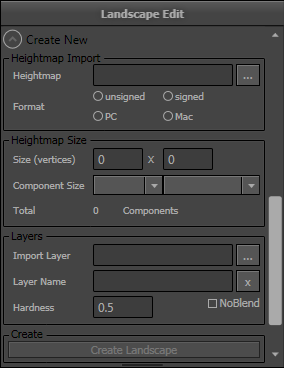 Landscape Edit
Create New
Heightmap Import
Heightmap ...
Format unsigned signed
PC Mac
Heightmap Size
Size (vertices) 0 x 0
Component Size
Total 0 Components
Layers
Import Layer ...
Layer Name x
Hardness 0.5 NoBlend
Create
Create Landscape